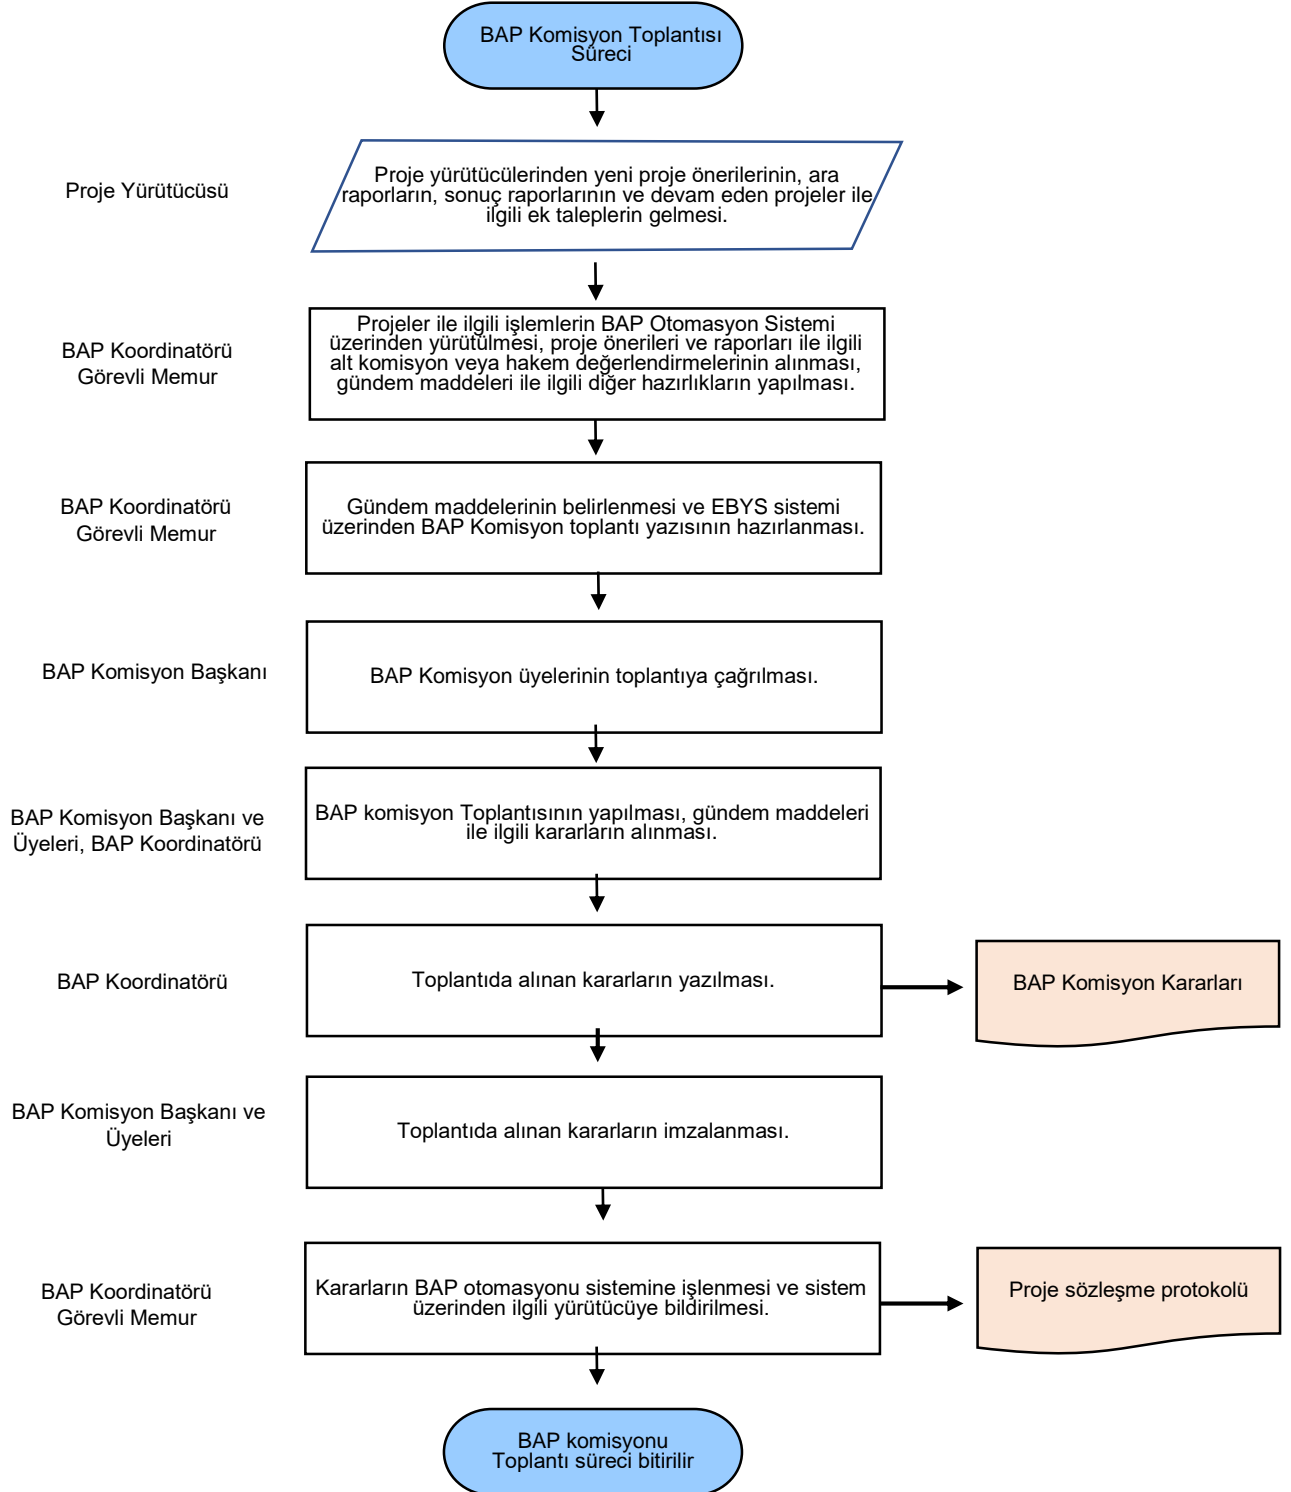 BAP Komisyon Toplantısı
Süreci
Proje Yürütücüsü
Proje yürütücülerinden yeni proje önerilerinin, ara
raporların, sonuç raporlarının ve devam eden projeler ile
ilgili ek taleplerin gelmesi.
BAP Koordinatörü
Görevli Memur
Projeler ile ilgili işlemlerin BAP Otomasyon Sistemi
üzerinden yürütülmesi, proje önerileri ve raporları ile ilgili
alt komisyon veya hakem değerlendirmelerinin alınması,
gündem maddeleri ile ilgili diğer hazırlıkların yapılması.
BAP Koordinatörü
Görevli Memur
Gündem maddelerinin belirlenmesi ve EBYS sistemi
üzerinden BAP Komisyon toplantı yazısının hazırlanması.
BAP Komisyon Başkanı
BAP Komisyon üyelerinin toplantıya çağrılması.
BAP Komisyon Başkanı ve
Üyeleri, BAP Koordinatörü
BAP komisyon Toplantısının yapılması, gündem maddeleri
ile ilgili kararların alınması.
BAP Koordinatörü
Toplantıda alınan kararların yazılması.
BAP Komisyon Kararları
BAP Komisyon Başkanı ve
Üyeleri
Toplantıda alınan kararların imzalanması.
BAP Koordinatörü
Görevli Memur
Kararların BAP otomasyonu sistemine işlenmesi ve sistem
üzerinden ilgili yürütücüye bildirilmesi.
Proje sözleşme protokolü
BAP komisyonu
Toplantı süreci bitirilir